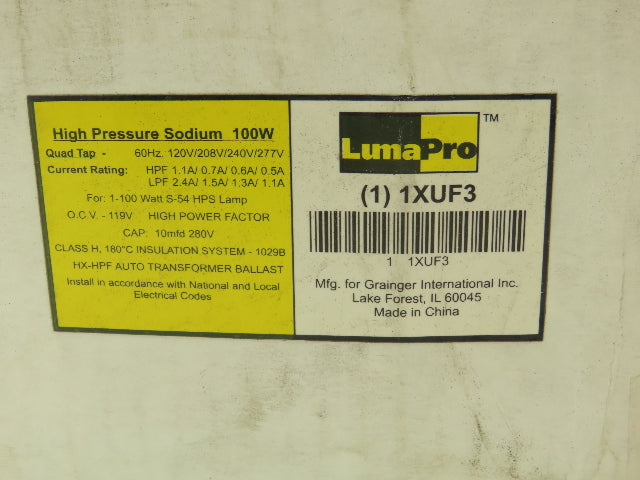 High Pressure Sodium 100W
Quad Tap - 60Hz. 120V/208V/240V/277V
Current Rating: HPF 1.1A/ 0.7A/ 0.6A/ 0.5A
LPF 2.4A/ 1.5A/ 1.3A/ 1.1A
For: 1-100 Watt S-54 HPS Lamp
O.C.V. - 119V HIGH POWER FACTOR
CAP: 10mfd 280V
CLASS H, 180°C INSULATION SYSTEM - 1029B
HX-HPF AUTO TRANSFORMER BALLAST
Install in accordance with National and Local
Electrical Codes
LumaPro™
(1) 1XUF3
1 1XUF3
Mfg. for Grainger International Inc.
Lake Forest, IL 60045
Made in China